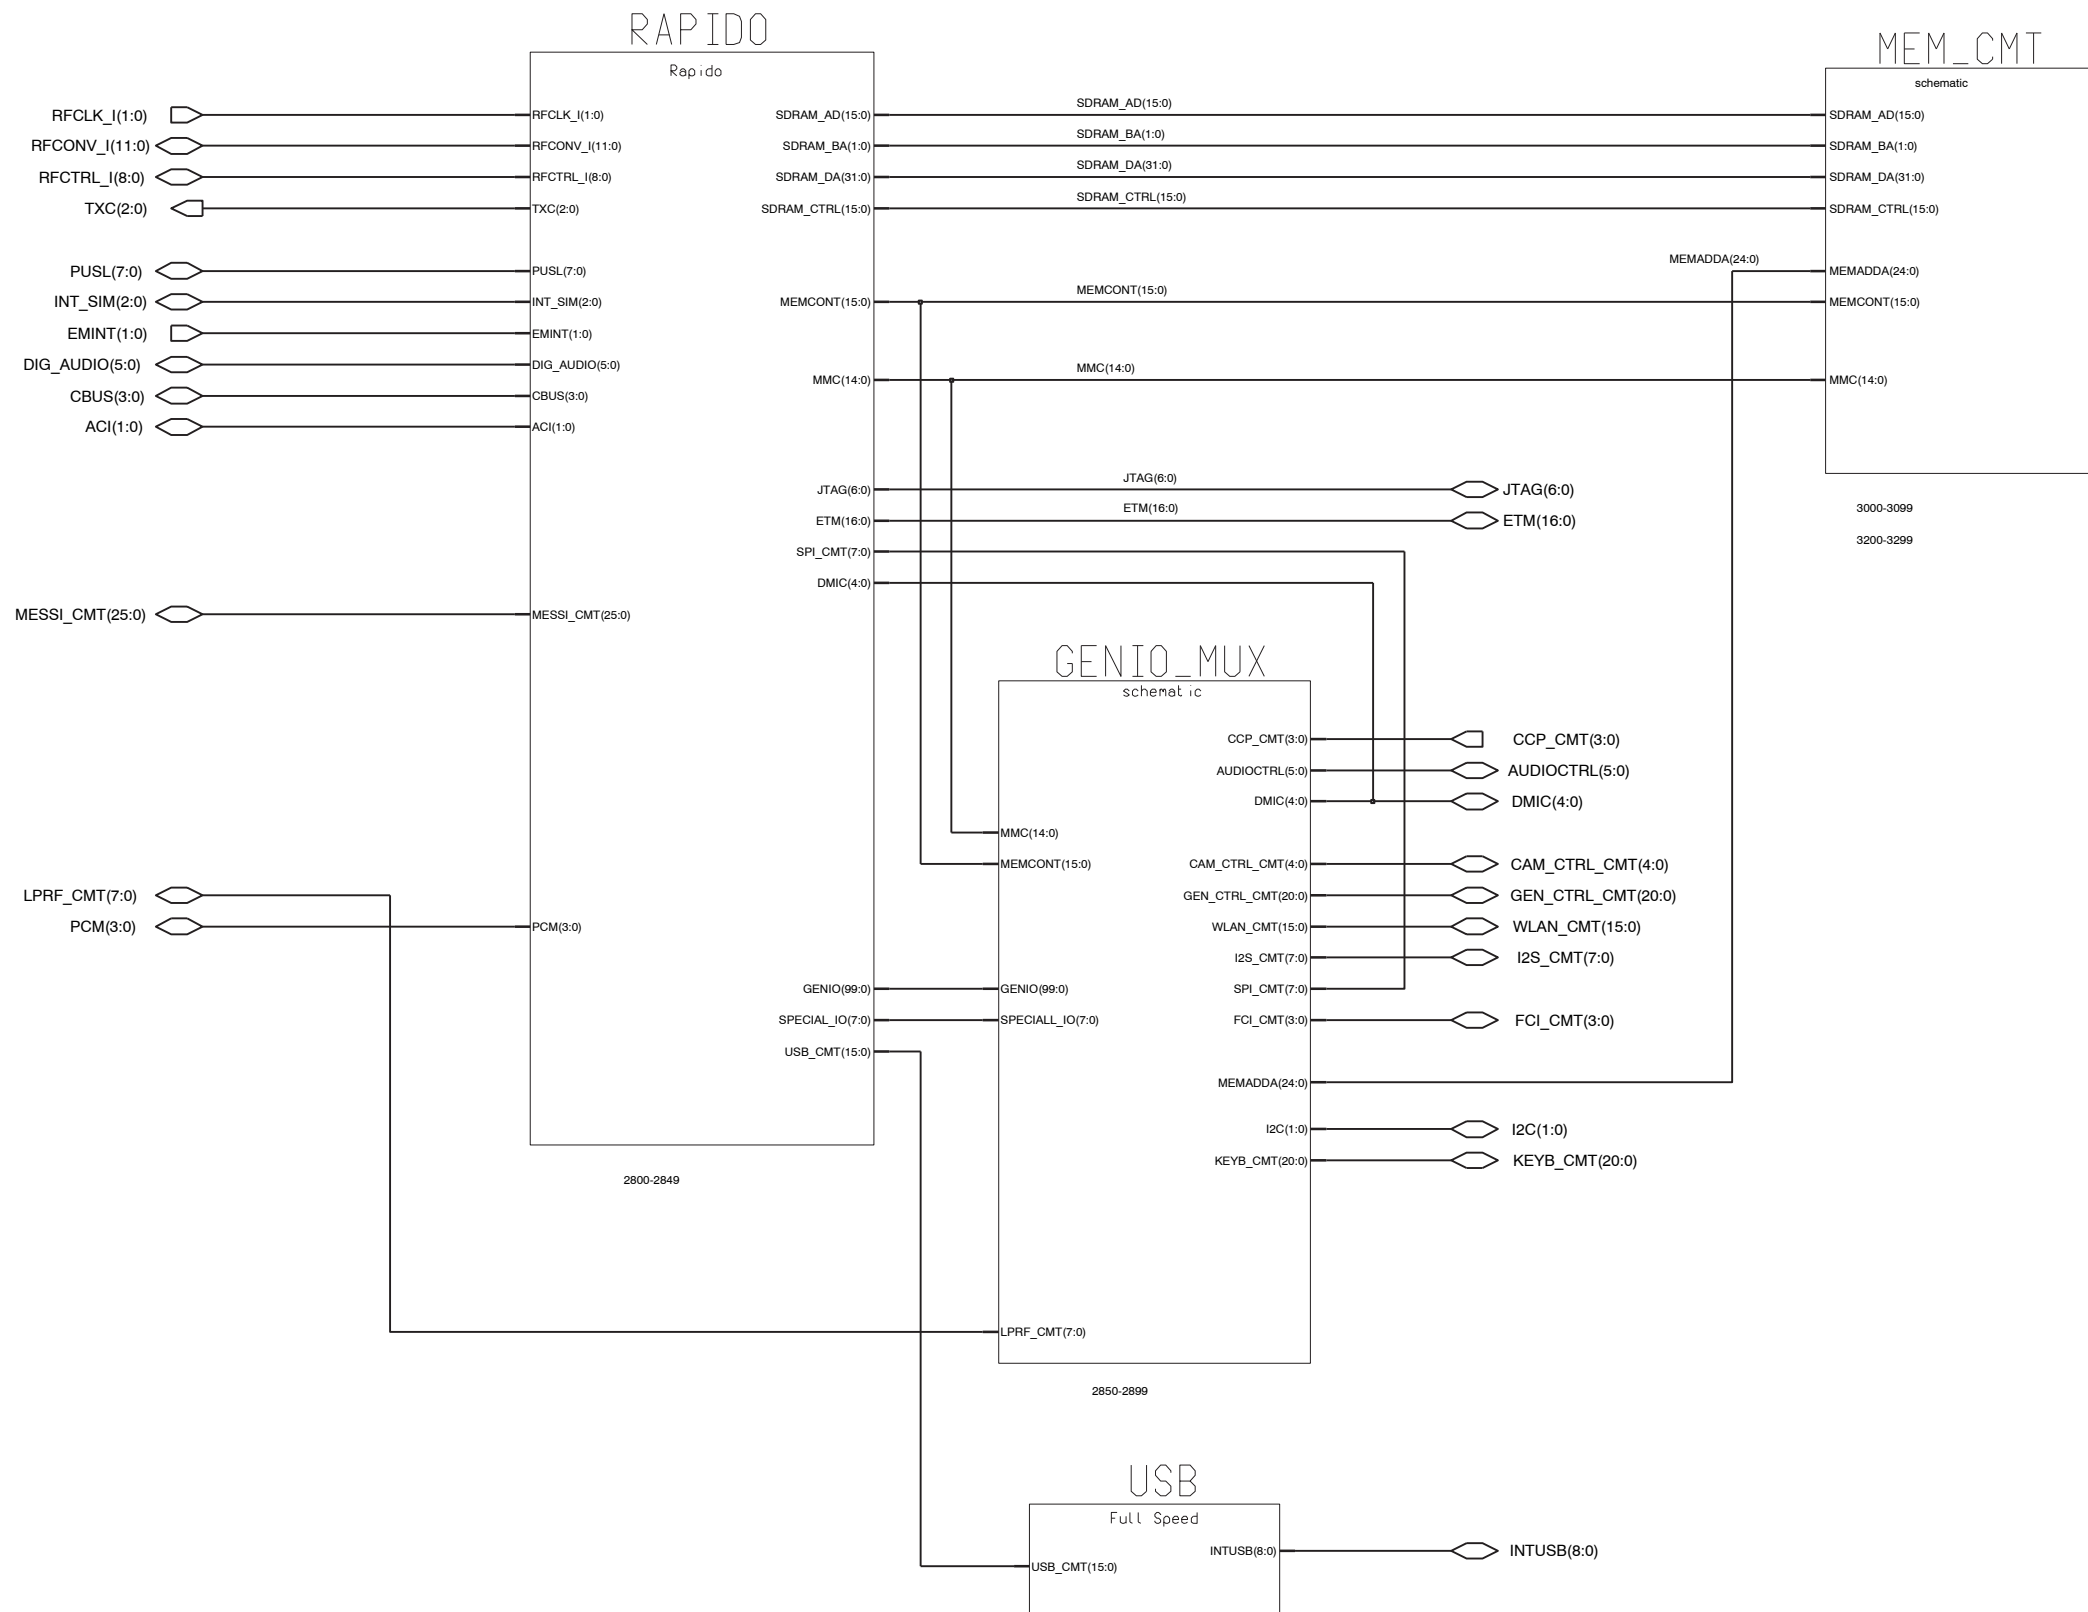 RAPIDO
Rapido
RFCLK_I(1:0)
RFCONV_I(11:0)
RFCTRL_I(8:0)
TXC(2:0)
PUSL(7:0)
INT_SIM(2:0)
EMINT(1:0)
DIG_AUDIO(5:0)
CBUS(3:0)
ACI(1:0)
MESSI_CMT(25:0)
LPRF_CMT(7:0)
PCM(3:0)
RFCLK_I(1:0)
RFCONV_I(11:0)
RFCTRL_I(8:0)
TXC(2:0)
PUSL(7:0)
INT_SIM(2:0)
EMINT(1:0)
DIG_AUDIO(5:0)
CBUS(3:0)
ACI(1:0)
MESSI_CMT(25:0)
PCM(3:0)
SDRAM_AD(15:0)
SDRAM_BA(1:0)
SDRAM_DA(31:0)
SDRAM_CTRL(15:0)
MEMCONT(15:0)
MMC(14:0)
JTAG(6:0)
ETM(16:0)
SPI_CMT(7:0)
DMIC(4:0)
GENIO(99:0)
SPECIAL_IO(7:0)
USB_CMT(15:0)
2800-2849
SDRAM_AD(15:0)
SDRAM_BA(1:0)
SDRAM_DA(31:0)
SDRAM_CTRL(15:0)
MEMADDA(24:0)
MEMCONT(15:0)
MMC(14:0)
JTAG(6:0)
ETM(16:0)
JTAG(6:0)
ETM(16:0)
MEM_CMT
schematic
SDRAM_AD(15:0)
SDRAM_BA(1:0)
SDRAM_DA(31:0)
SDRAM_CTRL(15:0)
MEMADDA(24:0)
MEMCONT(15:0)
MMC(14:0)
3000-3099
3200-3299
GENIO_MUX
schematic
MMC(14:0)
MEMCONT(15:0)
GENIO(99:0)
SPECIALL_IO(7:0)
LPRF_CMT(7:0)
CCP_CMT(3:0)
AUDIOCTRL(5:0)
DMIC(4:0)
CAM_CTRL_CMT(4:0)
GEN_CTRL_CMT(20:0)
WLAN_CMT(15:0)
I2S_CMT(7:0)
SPI_CMT(7:0)
FCI_CMT(3:0)
MEMADDA(24:0)
I2C(1:0)
KEYB_CMT(20:0)
CCP_CMT(3:0)
AUDIOCTRL(5:0)
DMIC(4:0)
CAM_CTRL_CMT(4:0)
GEN_CTRL_CMT(20:0)
WLAN_CMT(15:0)
I2S_CMT(7:0)
FCI_CMT(3:0)
I2C(1:0)
KEYB_CMT(20:0)
2850-2899
USB
Full Speed
INTUSB(8:0)
USB_CMT(15:0)
INTUSB(8:0)